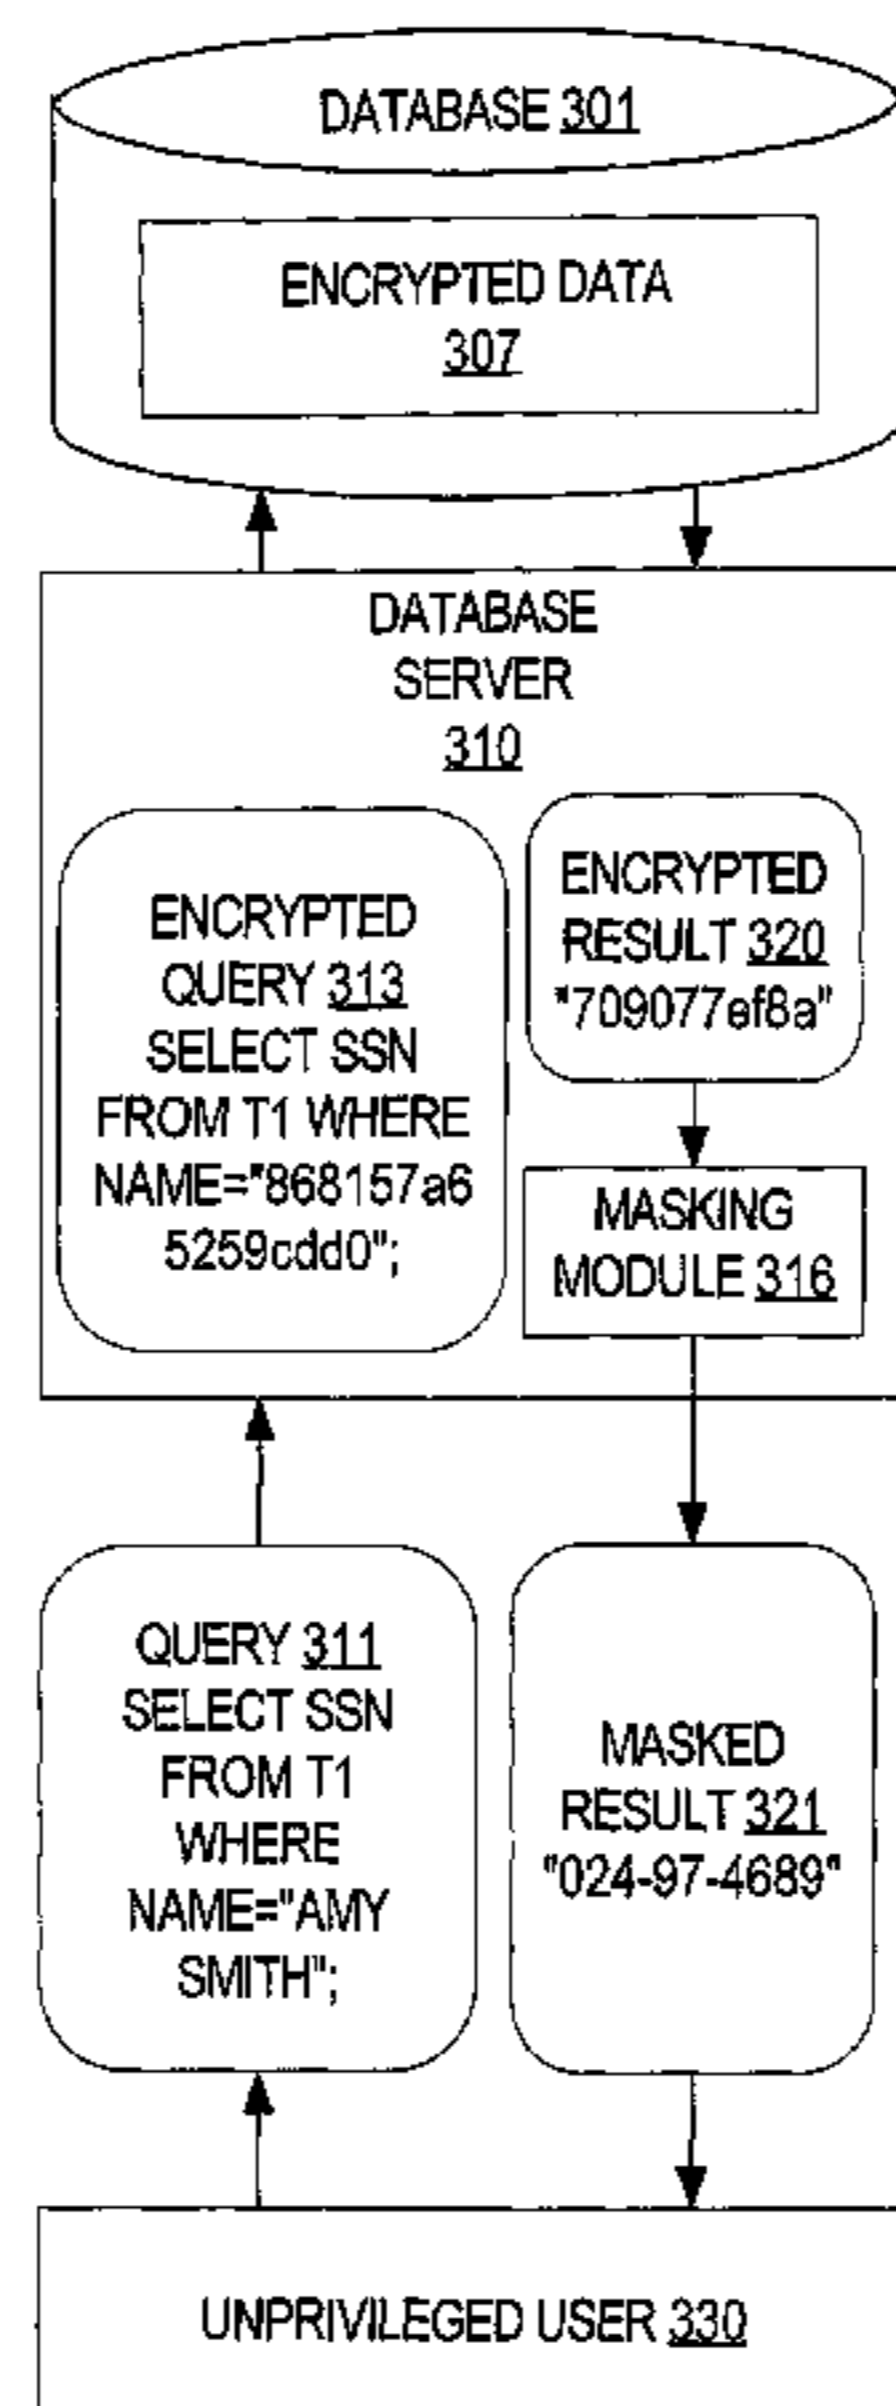 DATABASE 301
ENCRYPTED DATA
307
DATABASE
SERVER
310
ENCRYPTED
QUERY 313
SELECT SSN
FROM T1 WHERE
NAME="868157a6
5259cdd0";
ENCRYPTED
RESULT 320
"709077ef8a"
MASKING
MODULE 316
QUERY 311
SELECT SSN
FROM T1
WHERE
NAME="AMY
SMITH";
MASKED
RESULT 321
"024-97-4689"
UNPRIVILEGED USER 330